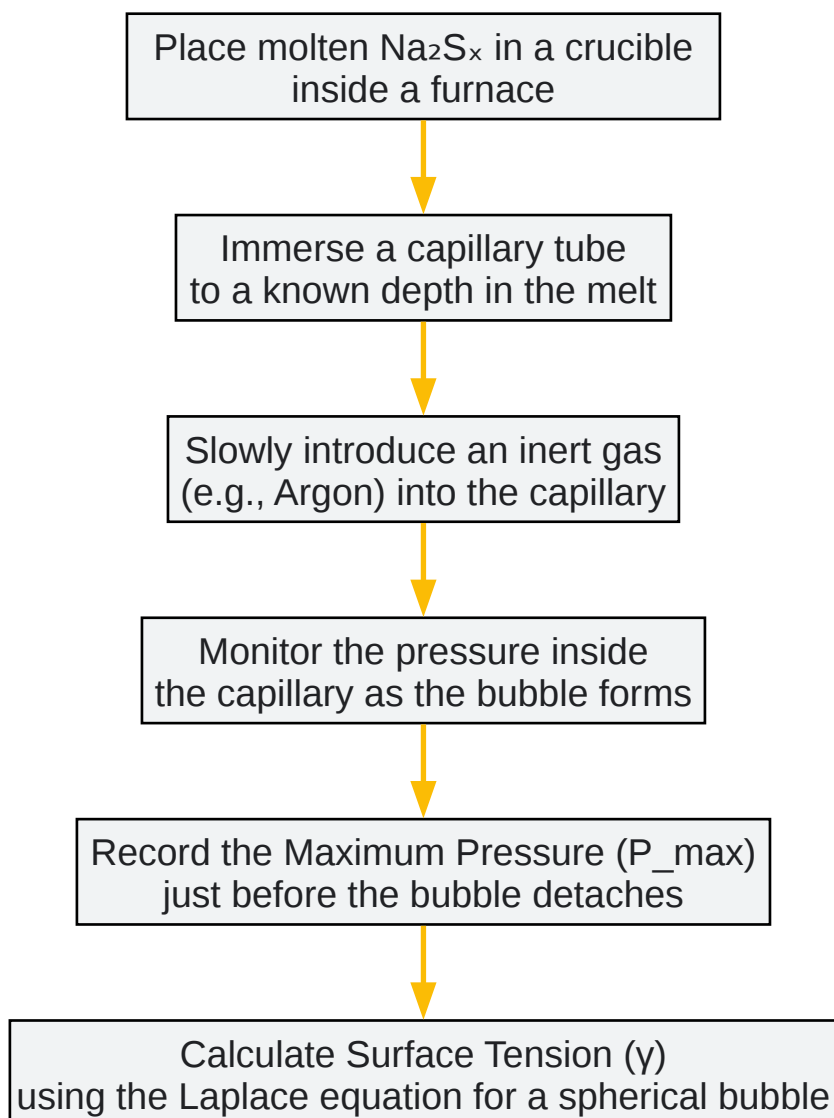 Place molten Na₂Sₓ in a crucible
inside a furnace
Immerse a capillary tube
to a known depth in the melt
Slowly introduce an inert gas
(e.g., Argon) into the capillary
Monitor the pressure inside
the capillary as the bubble forms
Record the Maximum Pressure (P_max)
just before the bubble detaches
Calculate Surface Tension (γ)
using the Laplace equation for a spherical bubble